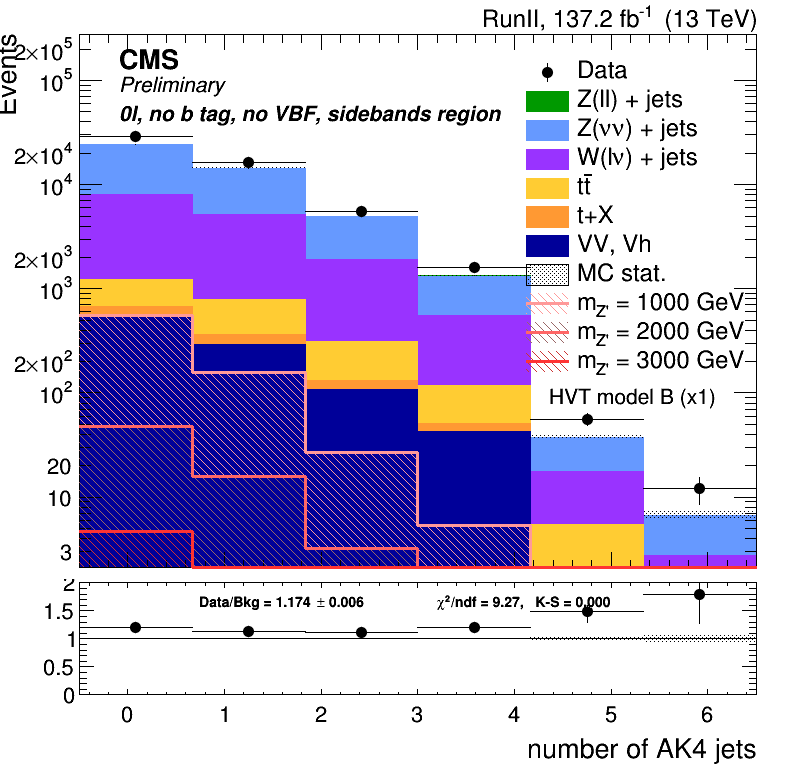 RunII, 137.2 fb⁻¹ (13 TeV)
Events
CMS
Preliminary
0l, no b tag, no VBF, sidebands region
Data
Z(ll) + jets
Z(νν) + jets
W(lν) + jets
tt̄
t+X
VV, Vh
MC stat.
m_Z' = 1000 GeV
m_Z' = 2000 GeV
m_Z' = 3000 GeV
HVT model B (x1)
2×10⁵
10⁵
2×10⁴
10⁴
2×10³
10³
2×10²
10²
20
10
3
Data/Bkg = 1.174 ± 0.006 χ²/ndf = 9.27, K-S = 0.000
2
1.5
1
0.5
0
0 1 2 3 4 5 6
number of AK4 jets